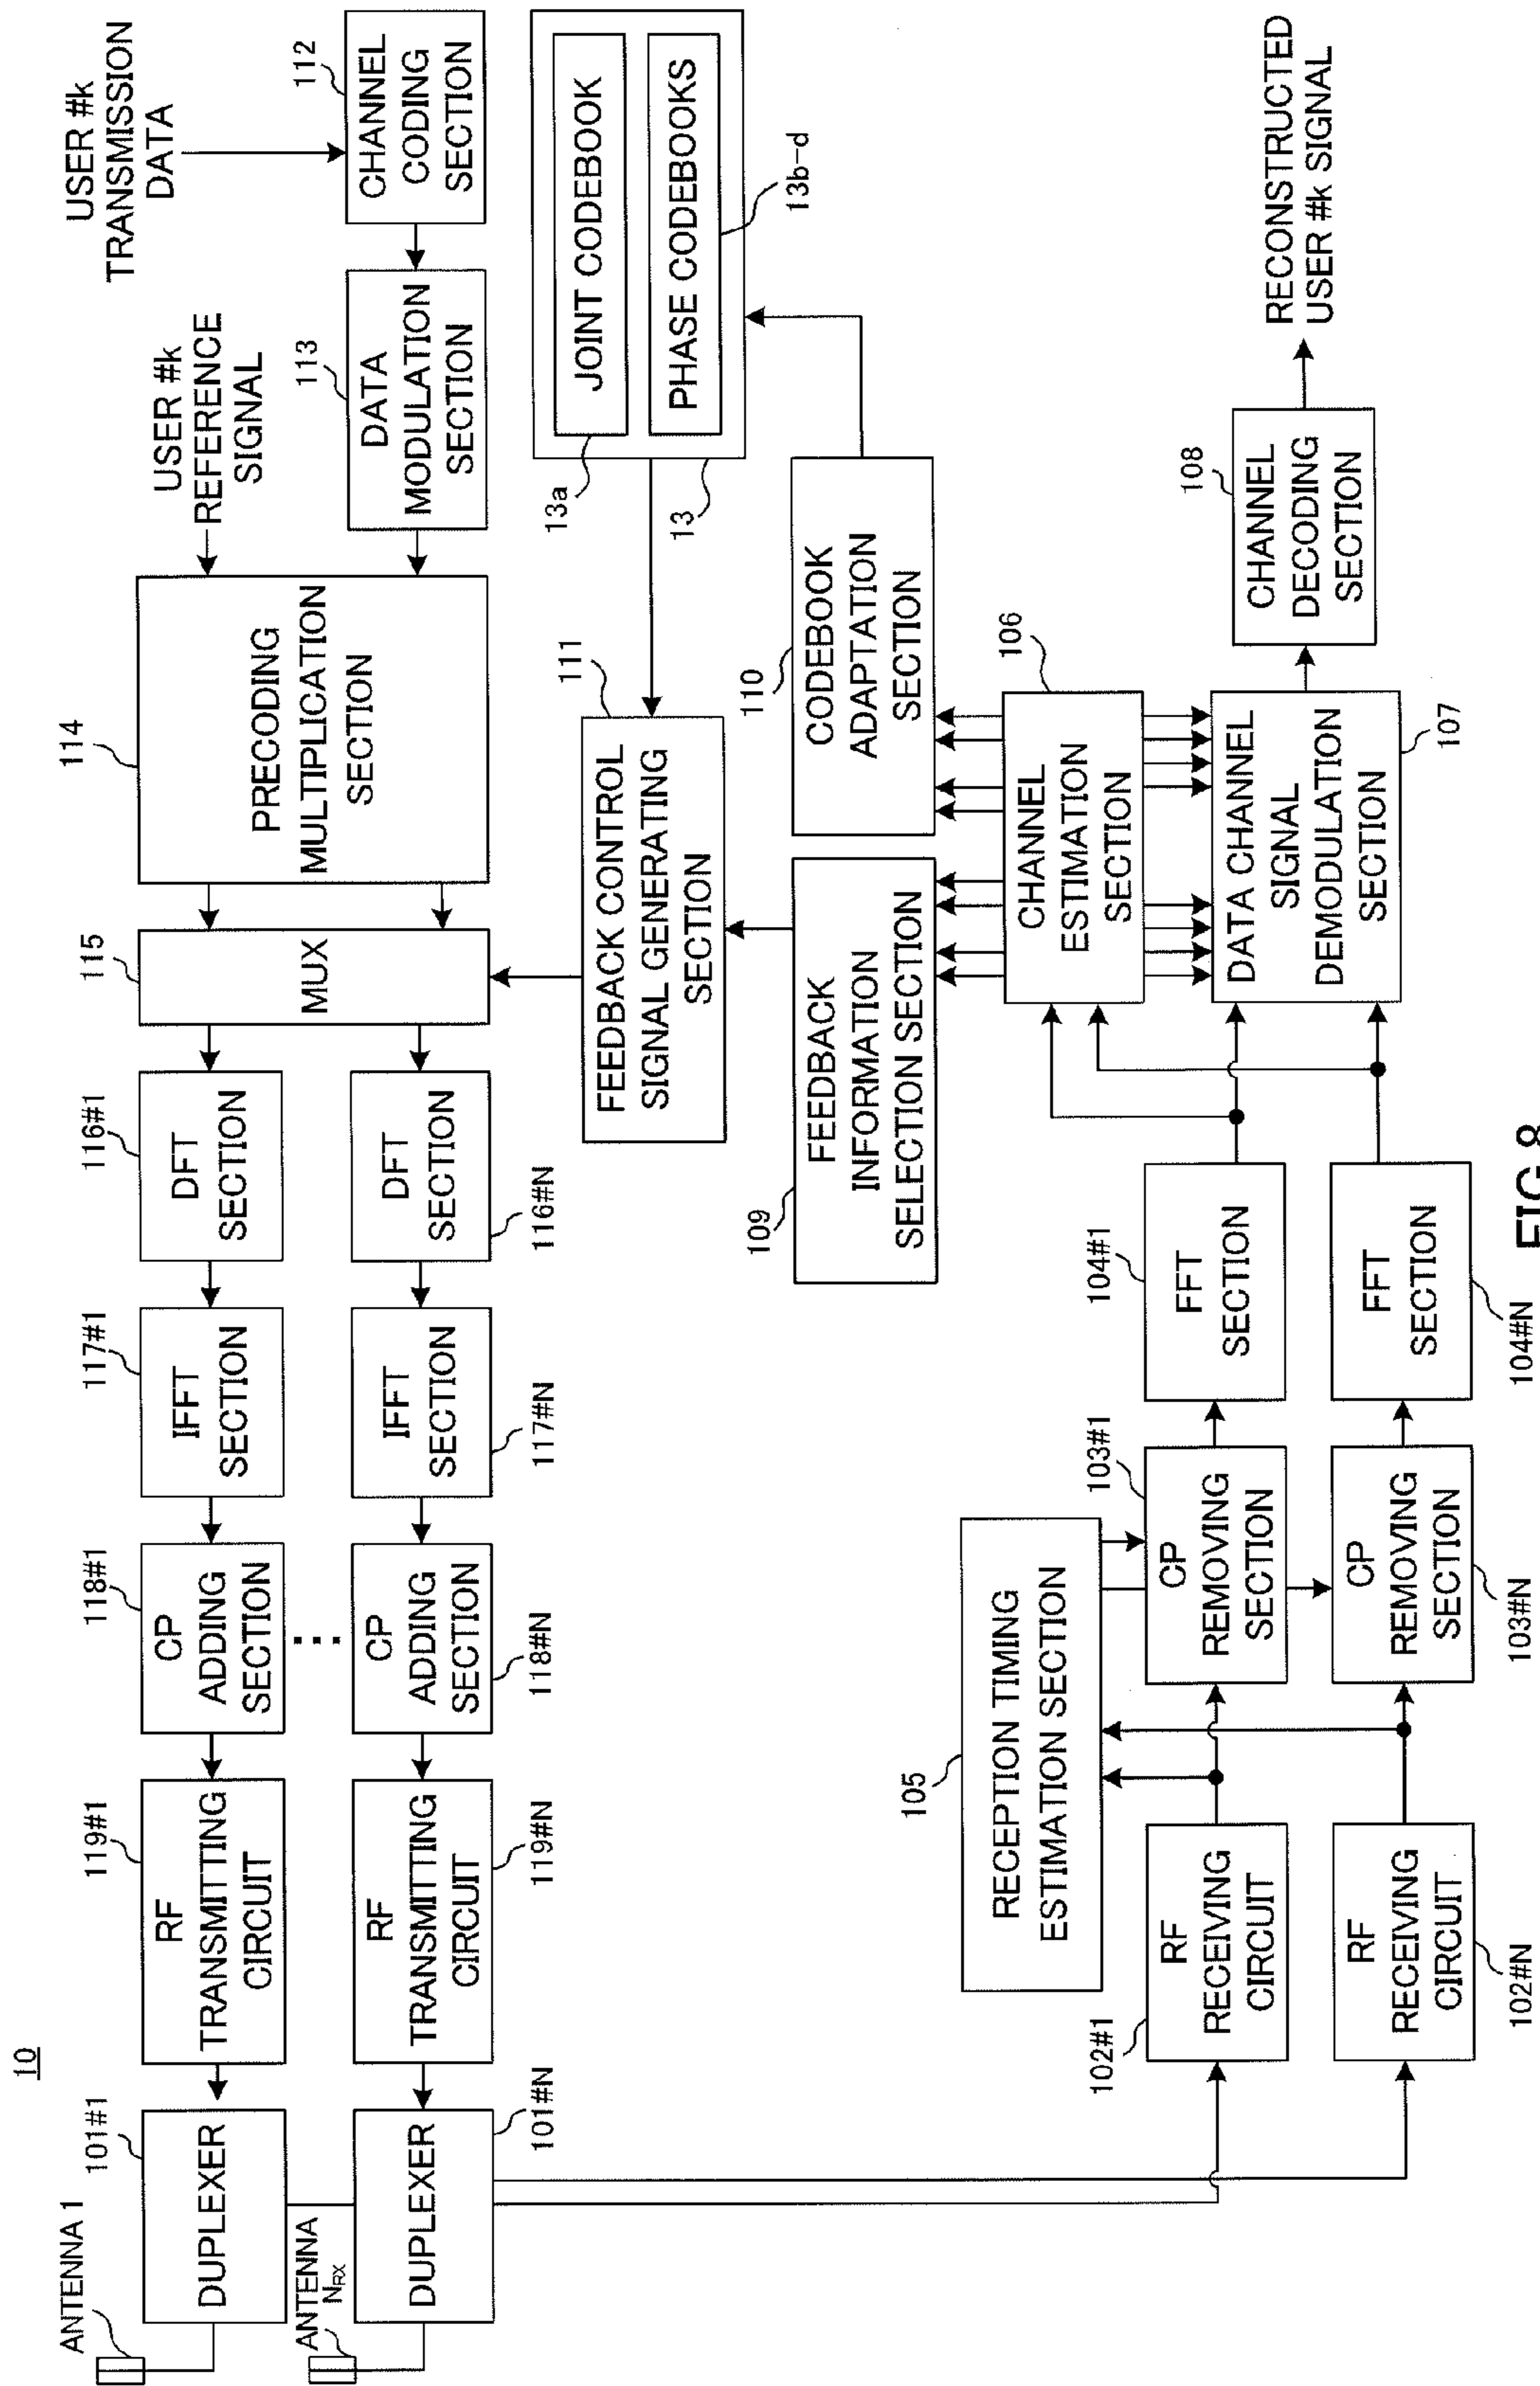 10
ANTENNA 1
101#1
DUPLEXER
ANTENNA
NRX
DUPLEXER
101#N
119#1
RF
TRANSMITTING
CIRCUIT
RF
TRANSMITTING
CIRCUIT
119#N
118#1
CP
ADDING
SECTION
CP
ADDING
SECTION
118#N
117#1
IFFT
SECTION
IFFT
SECTION
117#N
116#1
DFT
SECTION
DFT
SECTION
116#N
115
MUX
114
PRECODING
MULTIPLICATION
SECTION
USER #k
REFERENCE
SIGNAL
113
DATA
MODULATION
SECTION
USER #k
TRANSMISSION
DATA
112
CHANNEL
CODING
SECTION
JOINT CODEBOOK
PHASE CODEBOOKS
13a
13
13b-d
111
FEEDBACK CONTROL
SIGNAL GENERATING
SECTION
109
FEEDBACK
INFORMATION
SELECTION SECTION
110
CODEBOOK
ADAPTATION
SECTION
106
CHANNEL
ESTIMATION
SECTION
DATA CHANNEL
SIGNAL
DEMODULATION
SECTION
107
108
CHANNEL
DECODING
SECTION
RECONSTRUCTED
USER #k SIGNAL
105
RECEPTION TIMING
ESTIMATION SECTION
102#1
RF
RECEIVING
CIRCUIT
RF
RECEIVING
CIRCUIT
102#N
103#1
CP
REMOVING
SECTION
CP
REMOVING
SECTION
103#N
104#1
FFT
SECTION
FFT
SECTION
104#N
FIG.8